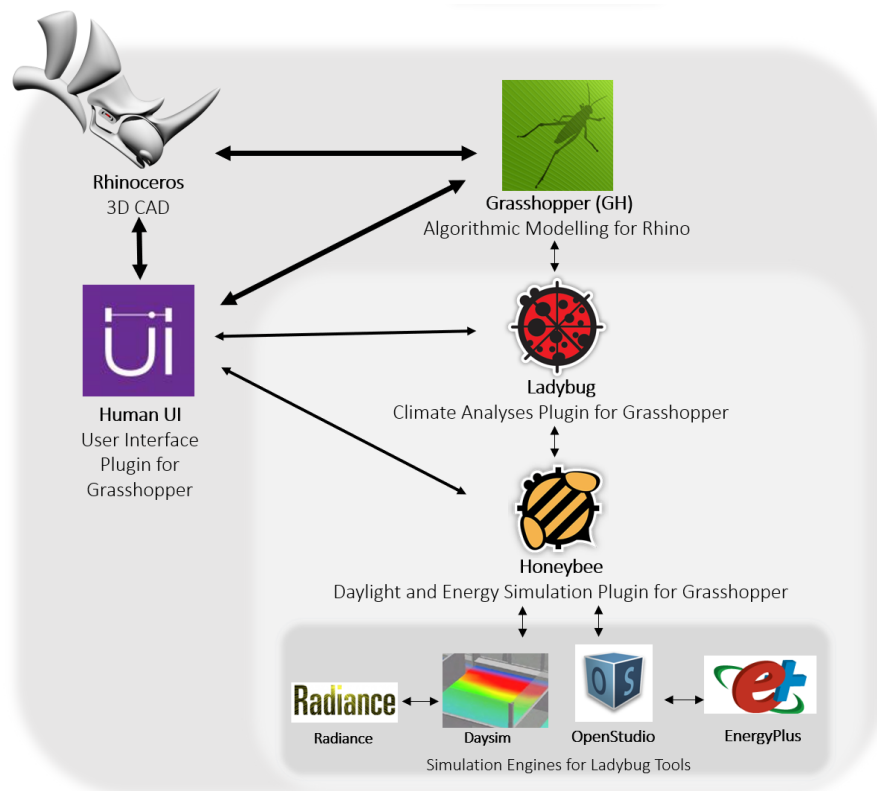 Rhinoceros
3D CAD
Grasshopper (GH)
Algorithmic Modelling for Rhino
Ui
Human UI
User Interface
Plugin for
Grasshopper
Ladybug
Climate Analyses Plugin for Grasshopper
Honeybee
Daylight and Energy Simulation Plugin for Grasshopper
Radiance
Radiance
Daysim
OS
OpenStudio
e+
EnergyPlus
Simulation Engines for Ladybug Tools